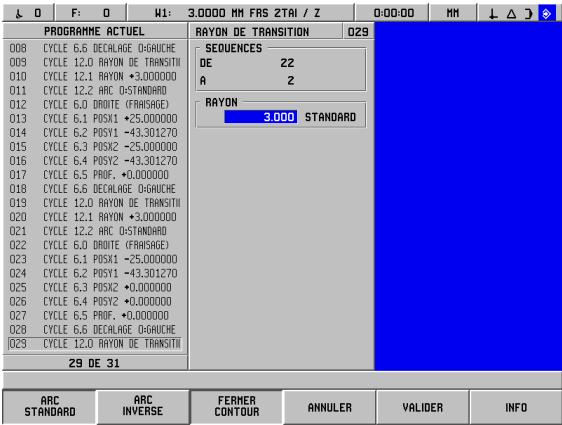 0 F: 0 W1: 3.0000 MM FRS 2TAI / Z 0:00:00 MM
PROGRAMME ACTUEL
008 CYCLE 6.6 DECALAGE O:GAUCHE
009 CYCLE 12.0 RAYON DE TRANSITI
010 CYCLE 12.1 RAYON +3.000000
011 CYCLE 12.2 ARC O:STANDARD
012 CYCLE 6.0 DROITE (FRAISAGE)
013 CYCLE 6.1 POSX1 +25.000000
014 CYCLE 6.2 POSY1 -43.301270
015 CYCLE 6.3 POSX2 -25.000000
016 CYCLE 6.4 POSY2 -43.301270
017 CYCLE 6.5 PROF. +0.000000
018 CYCLE 6.6 DECALAGE O:GAUCHE
019 CYCLE 12.0 RAYON DE TRANSITI
020 CYCLE 12.1 RAYON +3.000000
021 CYCLE 12.2 ARC O:STANDARD
022 CYCLE 6.0 DROITE (FRAISAGE)
023 CYCLE 6.1 POSX1 -25.000000
024 CYCLE 6.2 POSY1 -43.301270
025 CYCLE 6.3 POSX2 +0.000000
026 CYCLE 6.4 POSY2 +0.000000
027 CYCLE 6.5 PROF. +0.000000
028 CYCLE 6.6 DECALAGE O:GAUCHE
029 CYCLE 12.0 RAYON DE TRANSITI
29 DE 31
RAYON DE TRANSITION 029
SEQUENCES
DE 22
A 2
RAYON
3.000 STANDARD
ARC STANDARD
ARC INVERSE
FERMER CONTOUR
ANNULER
VALIDER
INFO